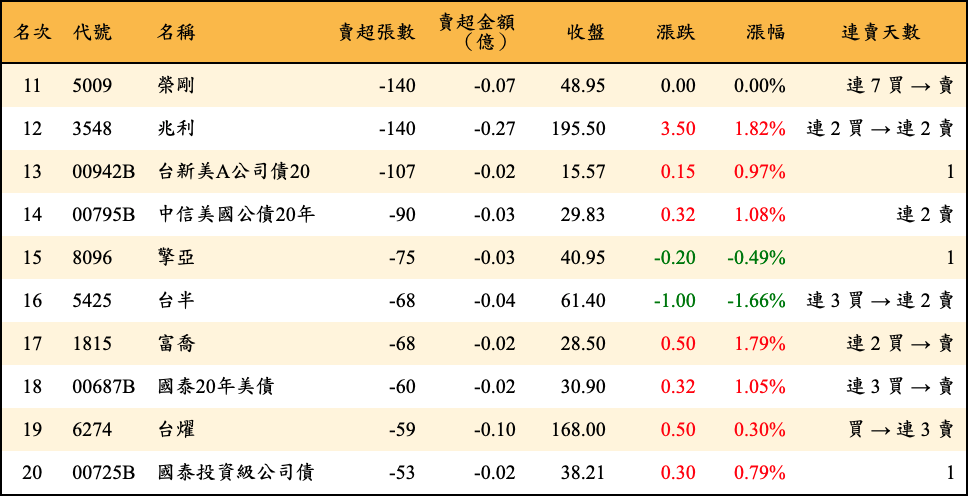 名次 代號 名稱 賣超張數 賣超金額（億） 收盤 漲跌 漲幅 連賣天數
11 5009 榮剛 -140 -0.07 48.95 0.00 0.00% 連 7 買 → 賣
12 3548 兆利 -140 -0.27 195.50 3.50 1.82% 連 2 買 → 連 2 賣
13 00942B 台新美A公司債20 -107 -0.02 15.57 0.15 0.97% 1
14 00795B 中信美國公債20年 -90 -0.03 29.83 0.32 1.08% 連 2 賣
15 8096 擎亞 -75 -0.03 40.95 -0.20 -0.49% 1
16 5425 台半 -68 -0.04 61.40 -1.00 -1.66% 連 3 買 → 連 2 賣
17 1815 富喬 -68 -0.02 28.50 0.50 1.79% 連 2 買 → 賣
18 00687B 國泰20年美債 -60 -0.02 30.90 0.32 1.05% 連 3 買 → 賣
19 6274 台燿 -59 -0.10 168.00 0.50 0.30% 買 → 連 3 賣
20 00725B 國泰投資級公司債 -53 -0.02 38.21 0.30 0.79% 1